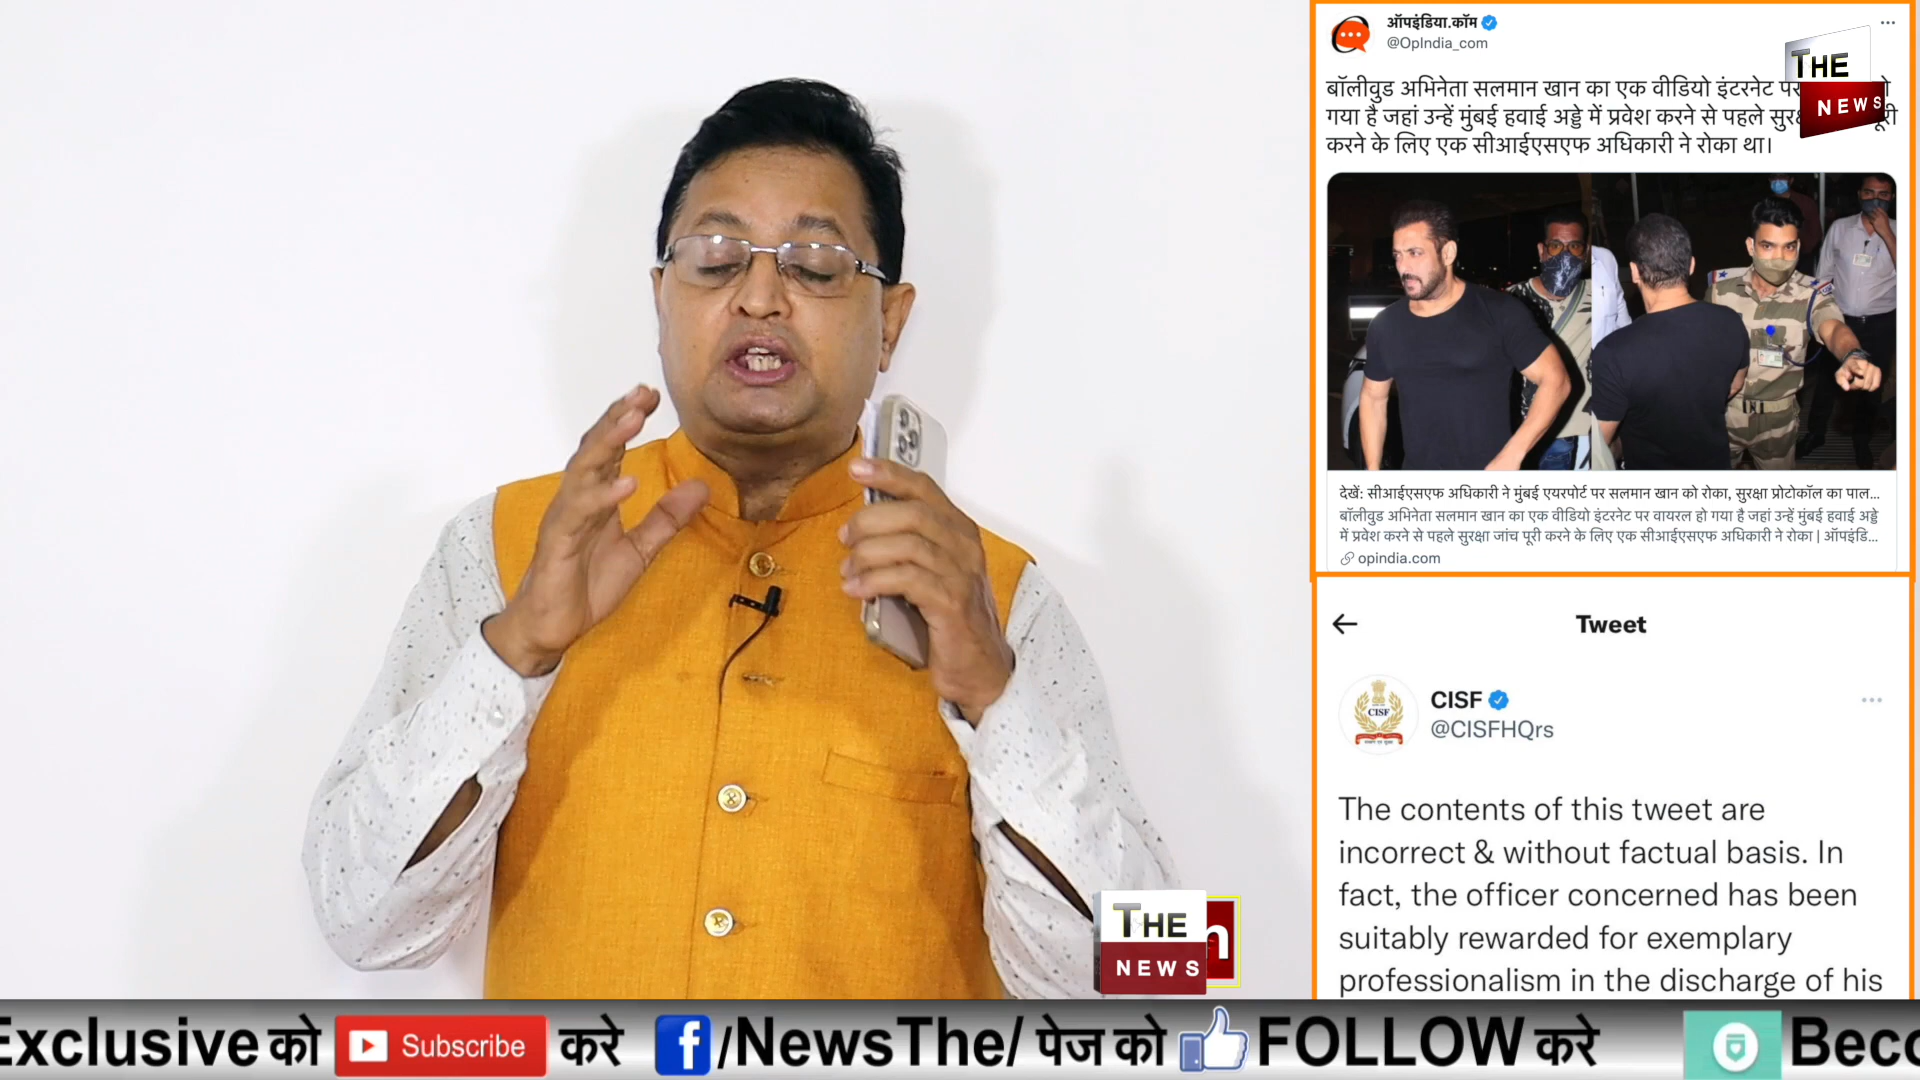 ऑपइंडिया.कॉम
@OpIndia_com
बॉलीवुड अभिनेता सलमान खान का एक वीडियो इंटरनेट पर
गया है जहां उन्हें मुंबई हवाई अड्डे में प्रवेश करने से पहले
करने के लिए एक सीआईएसएफ अधिकारी ने रोका था।
THE
NEWS
देखें: सीआईएसएफ अधिकारी ने मुंबई एयरपोर्ट पर सलमान खान को रोका, सुरक्षा प्रोटोकॉल का पाल...
बॉलीवुड अभिनेता सलमान खान का एक वीडियो इंटरनेट पर वायरल हो गया है जहां उन्हें मुंबई हवाई अड्डे
में प्रवेश करने से पहले सुरक्षा जांच पूरी करने के लिए एक सीआईएसएफ अधिकारी ने रोका | ऑपइंडि...
opindia.com
Tweet
CISF
CISF
@CISFHQrs
The contents of this tweet are
incorrect & without factual basis. In
fact, the officer concerned has been
suitably rewarded for exemplary
professionalism in the discharge of his
THE
NEWS
Exclusive को Subscribe करे f/NewsThe/ पेज को FOLLOW करे